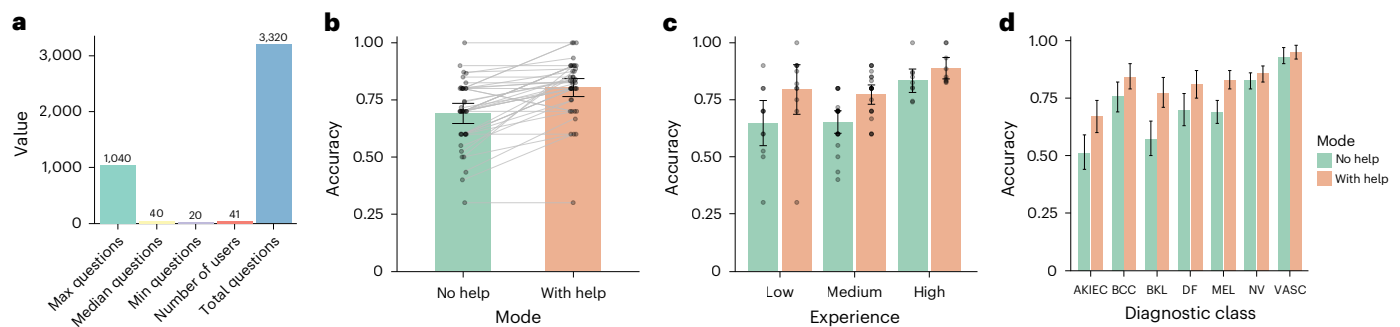 a
Value
3,000
2,000
1,000
0
1,040
40
20
41
3,320
Max questions
Median questions
Min questions
Number of users
Total questions
b
Accuracy
1.00
0.75
0.50
0.25
0
No help
With help
Mode
c
Accuracy
1.00
0.75
0.50
0.25
0
Low
Medium
High
Experience
d
Accuracy
1.00
0.75
0.50
0.25
0
AKIEC
BCC
BKL
DF
MEL
NV
VASC
Diagnostic class
Mode
No help
With help